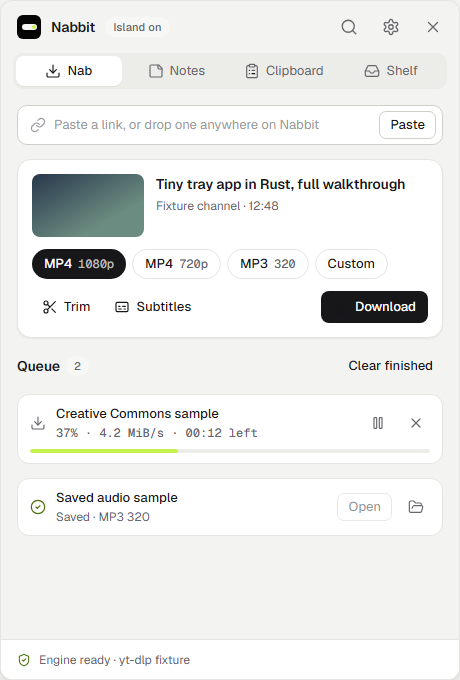 Nabbit Island on
Nab Notes Clipboard Shelf
Paste a link, or drop one anywhere on Nabbit Paste
Tiny tray app in Rust, full walkthrough
Fixture channel · 12:48
MP4 1080p MP4 720p MP3 320 Custom
Trim Subtitles Download
Queue 2 Clear finished
Creative Commons sample
37% · 4.2 MiB/s · 00:12 left
Saved audio sample
Saved · MP3 320
Open
Engine ready · yt-dlp fixture